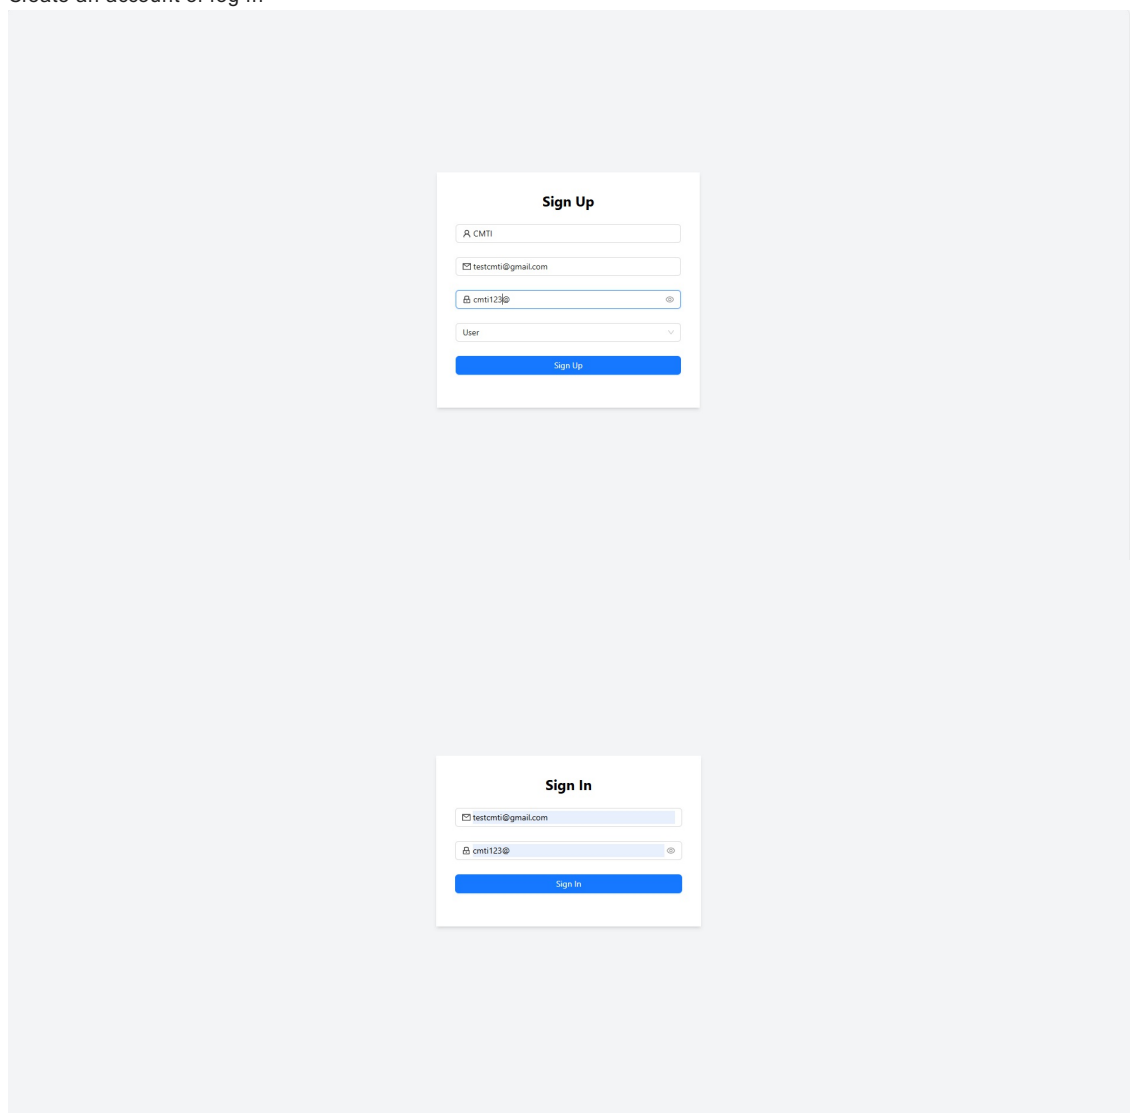 Create an account or log in
Sign Up
CMTI
testcmti@gmail.com
cmti123@
User
Sign Up
Sign In
testcmti@gmail.com
cmti123@
Sign In